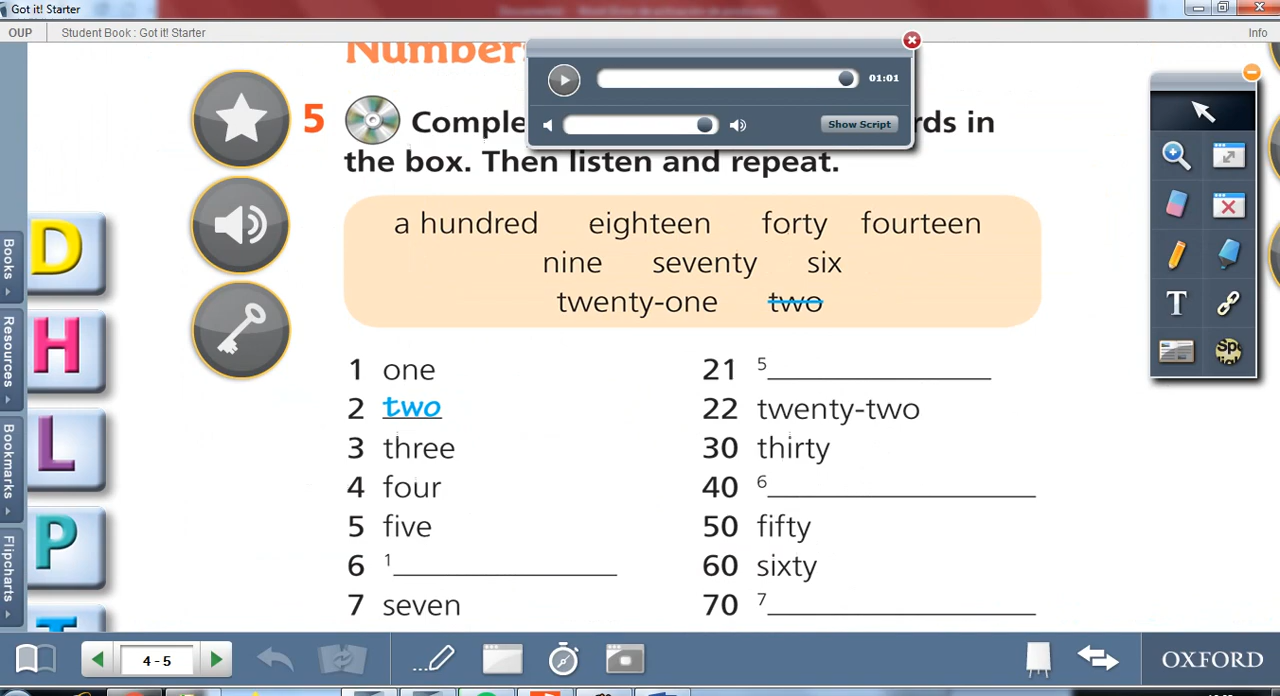 Got it! Starter
OUP
Student Book : Got it! Starter
Info
Number
01:01
Show Script
5 Comple rds in
the box. Then listen and repeat.
a hundred eighteen forty fourteen
nine seventy six
twenty-one two
1 one
2 two
3 three
4 four
5 five
6 1
7 seven
21 5
22 twenty-two
30 thirty
40 6
50 fifty
60 sixty
70 7
Books
Resources
Bookmarks
Flipcharts
D
H
L
P
T
T
4 - 5
OXFORD